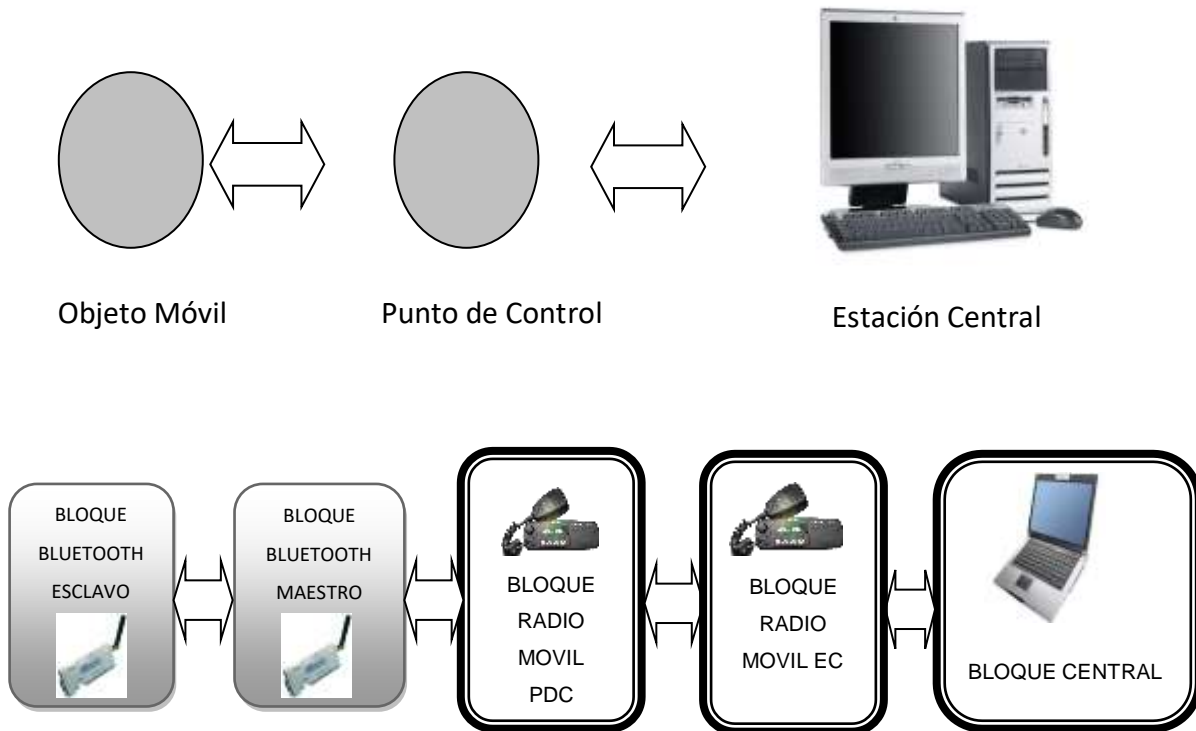 Objeto Móvil
Punto de Control
Estación Central
BLOQUE
BLUETOOTH
ESCLAVO
BLOQUE
BLUETOOTH
MAESTRO
BLOQUE
RADIO
MOVIL
PDC
BLOQUE
RADIO
MOVIL EC
BLOQUE CENTRAL